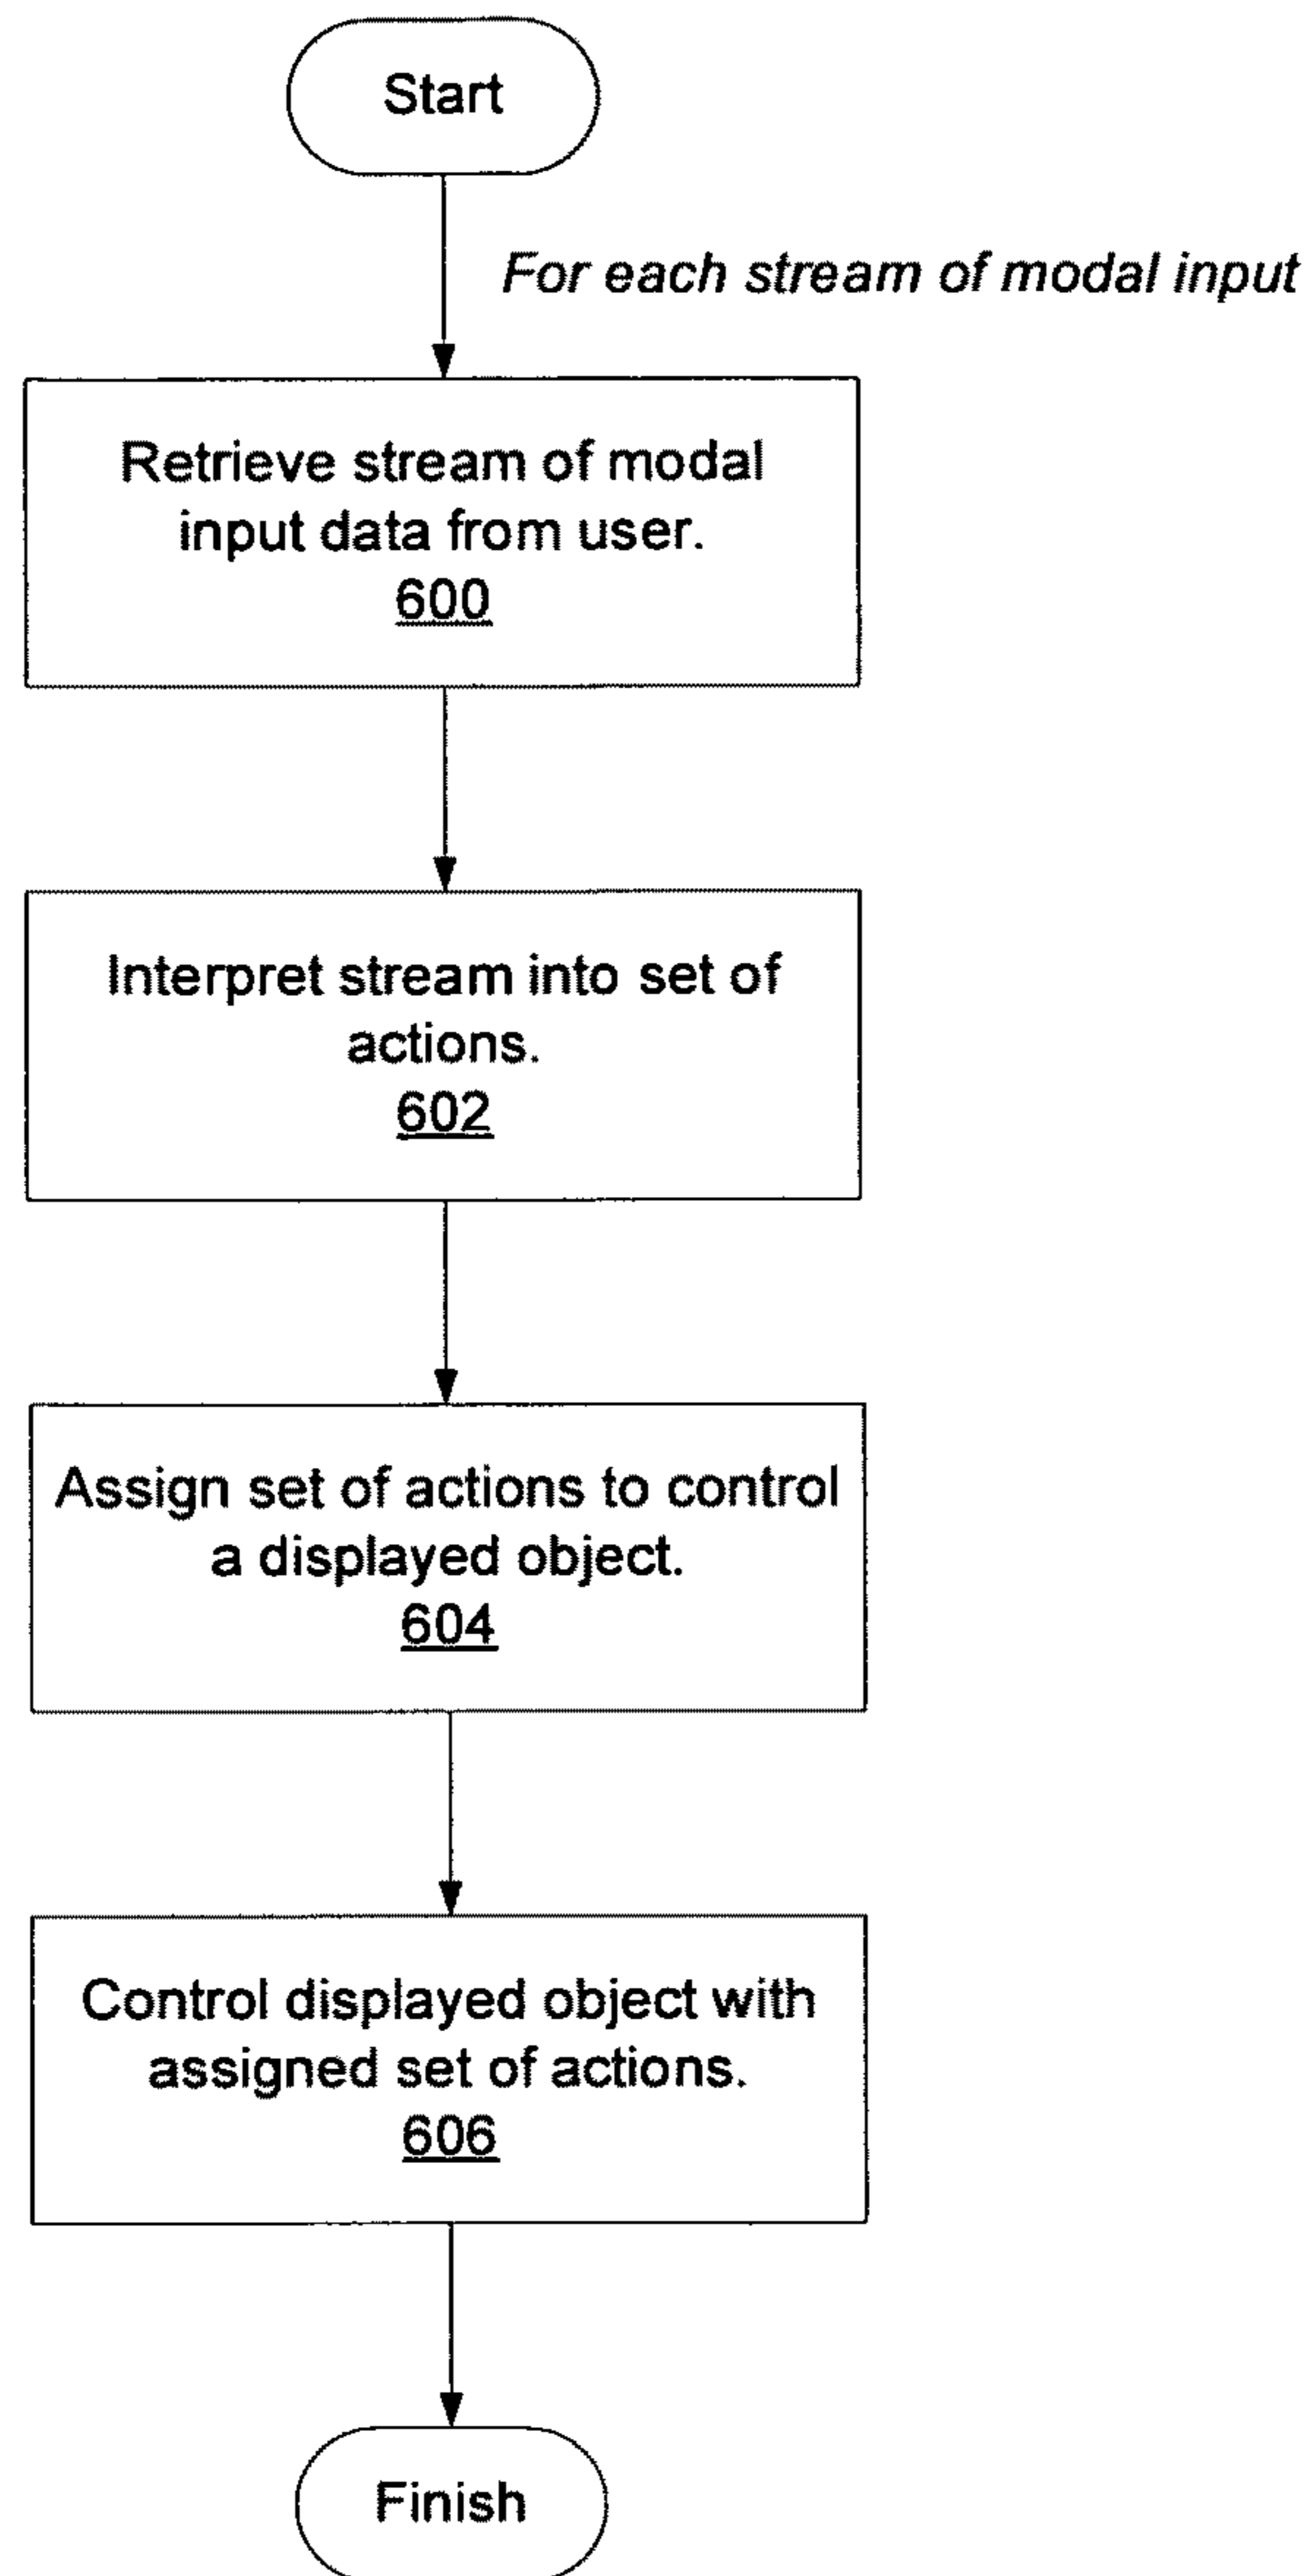 Start
For each stream of modal input
Retrieve stream of modal
input data from user.
600
Interpret stream into set of
actions.
602
Assign set of actions to control
a displayed object.
604
Control displayed object with
assigned set of actions.
606
Finish